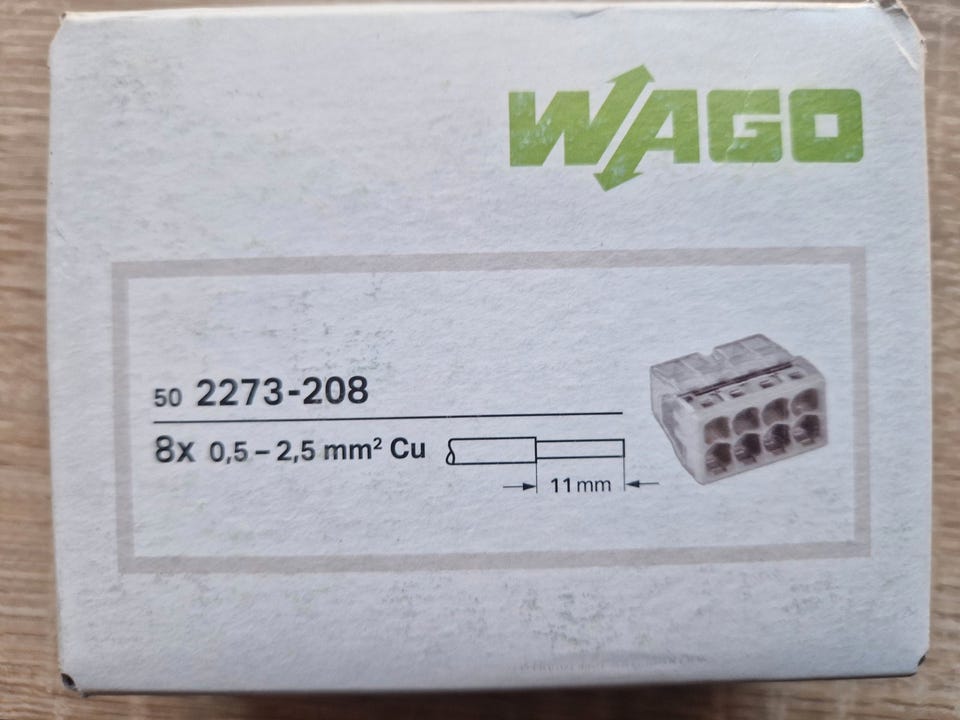 WAGO
50 2273-208
8x 0,5 – 2,5 mm² Cu
11 mm